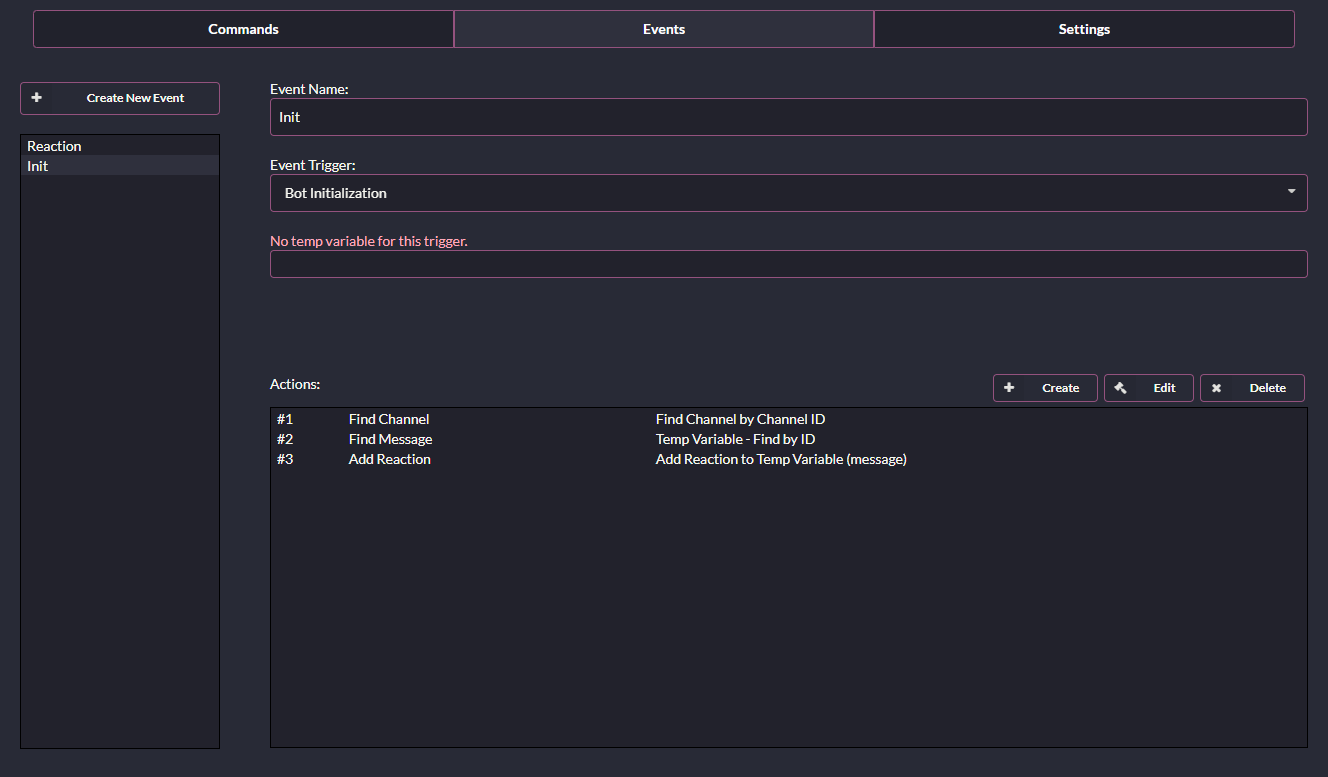 Commands Events Settings
Create New Event
Reaction
Init
Event Name:
Init
Event Trigger:
Bot Initialization
No temp variable for this trigger.
Actions:
Create Edit Delete
#1 Find Channel Find Channel by Channel ID
#2 Find Message Temp Variable - Find by ID
#3 Add Reaction Add Reaction to Temp Variable (message)